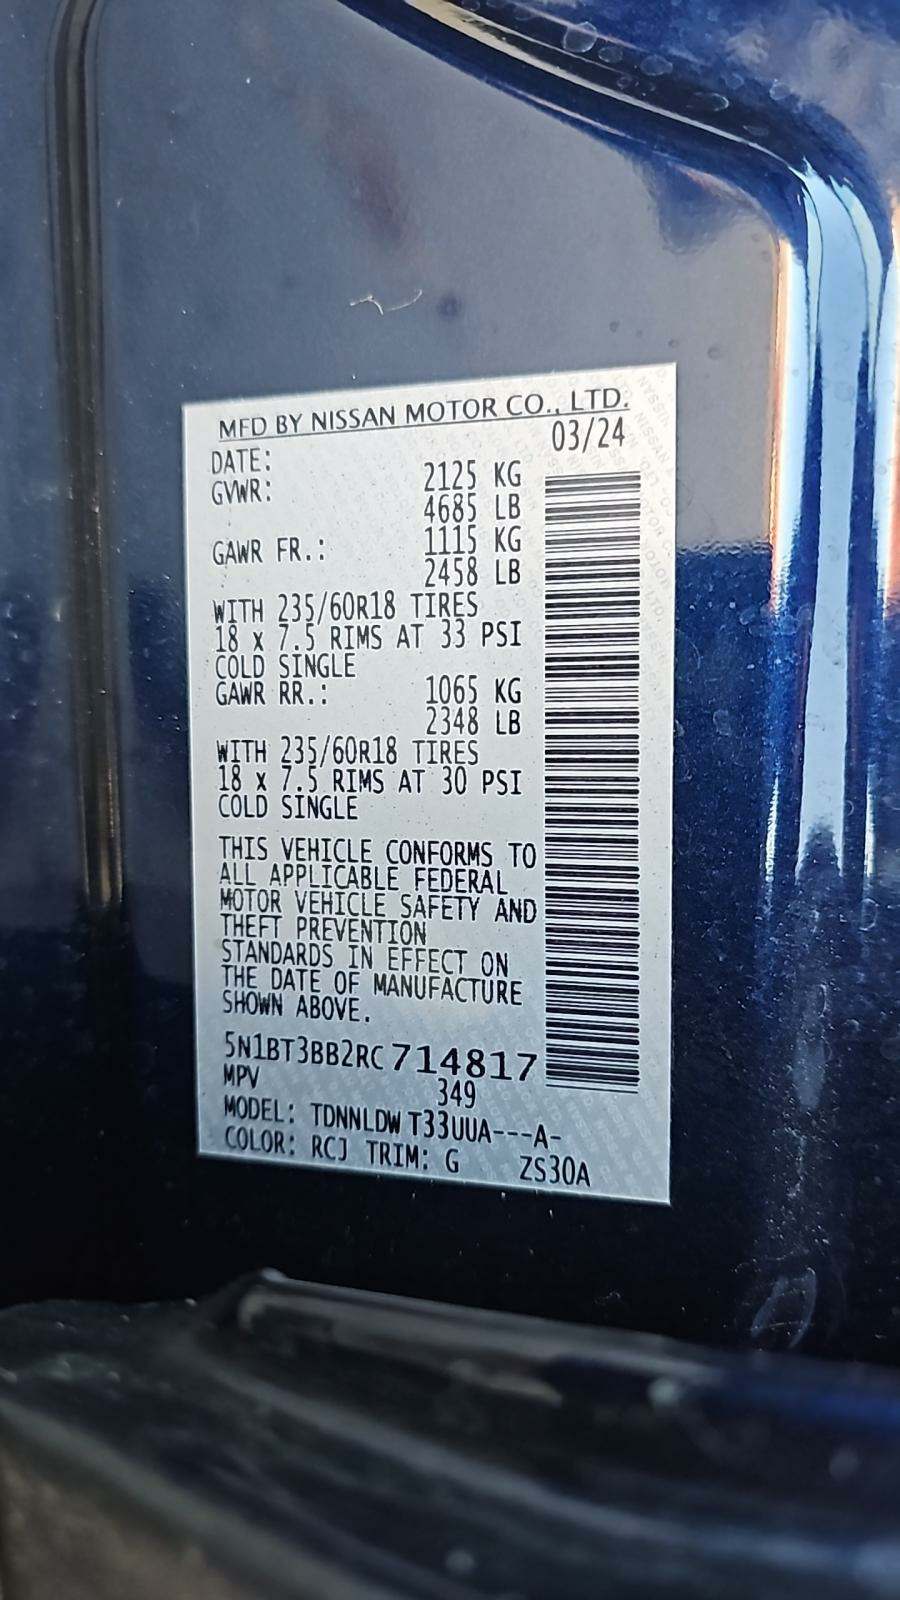 MFD BY NISSAN MOTOR CO., LTD.
DATE: 03/24
GVWR: 2125 KG
4685 LB
GAWR FR.: 1115 KG
2458 LB
WITH 235/60R18 TIRES
18 x 7.5 RIMS AT 33 PSI
COLD SINGLE
GAWR RR.: 1065 KG
2348 LB
WITH 235/60R18 TIRES
18 x 7.5 RIMS AT 30 PSI
COLD SINGLE
THIS VEHICLE CONFORMS TO
ALL APPLICABLE FEDERAL
MOTOR VEHICLE SAFETY AND
THEFT PREVENTION
STANDARDS IN EFFECT ON
THE DATE OF MANUFACTURE
SHOWN ABOVE.
5N1BT3BB2RC714817
MPV 349
MODEL: TDNNLDW T33UUA---A-
COLOR: RCJ TRIM: G ZS30A